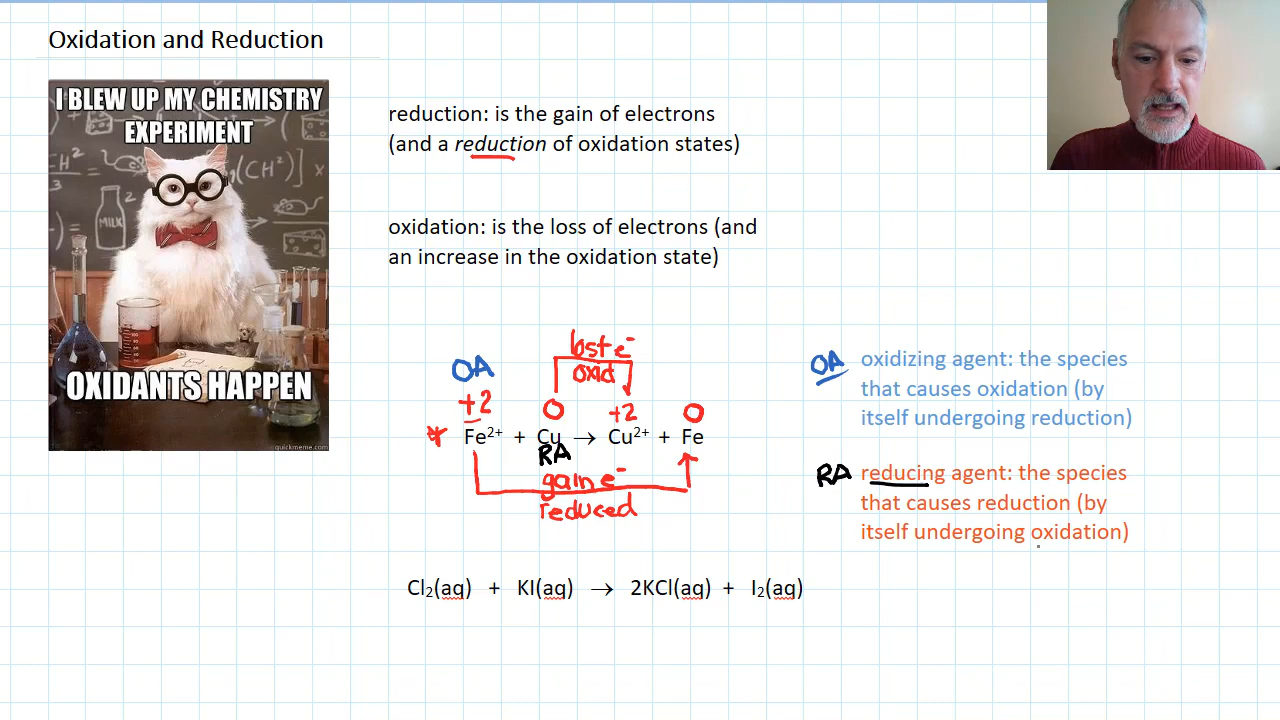 Oxidation and Reduction
I BLEW UP MY CHEMISTRY
EXPERIMENT
MILK
OXIDANTS HAPPEN
quickmeme.com
reduction: is the gain of electrons
(and a reduction of oxidation states)
oxidation: is the loss of electrons (and
an increase in the oxidation state)
lost e⁻
OA oxid
+2 0 +2 0
* Fe²⁺ + Cu → Cu²⁺ + Fe
RA
gain e⁻
reduced
Cl₂(aq) + KI(aq) → 2KCl(aq) + I₂(aq)
OA oxidizing agent: the species
that causes oxidation (by
itself undergoing reduction)
RA reducing agent: the species
that causes reduction (by
itself undergoing oxidation)